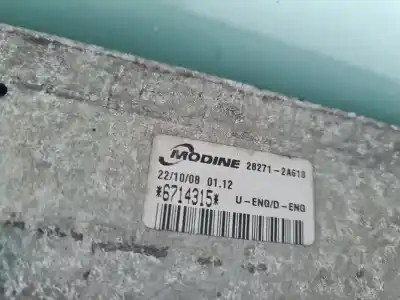 MODINE 28271-2A610
22/10/08 01.12
*6714315* U-ENG/D-ENG